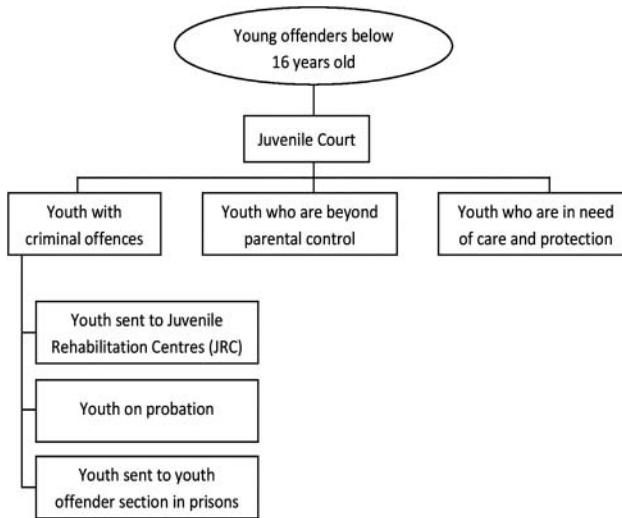 Young offenders below
16 years old
Juvenile Court
Youth with
criminal offences
Youth who are beyond
parental control
Youth who are in need
of care and protection
Youth sent to Juvenile
Rehabilitation Centres (JRC)
Youth on probation
Youth sent to youth
offender section in prisons